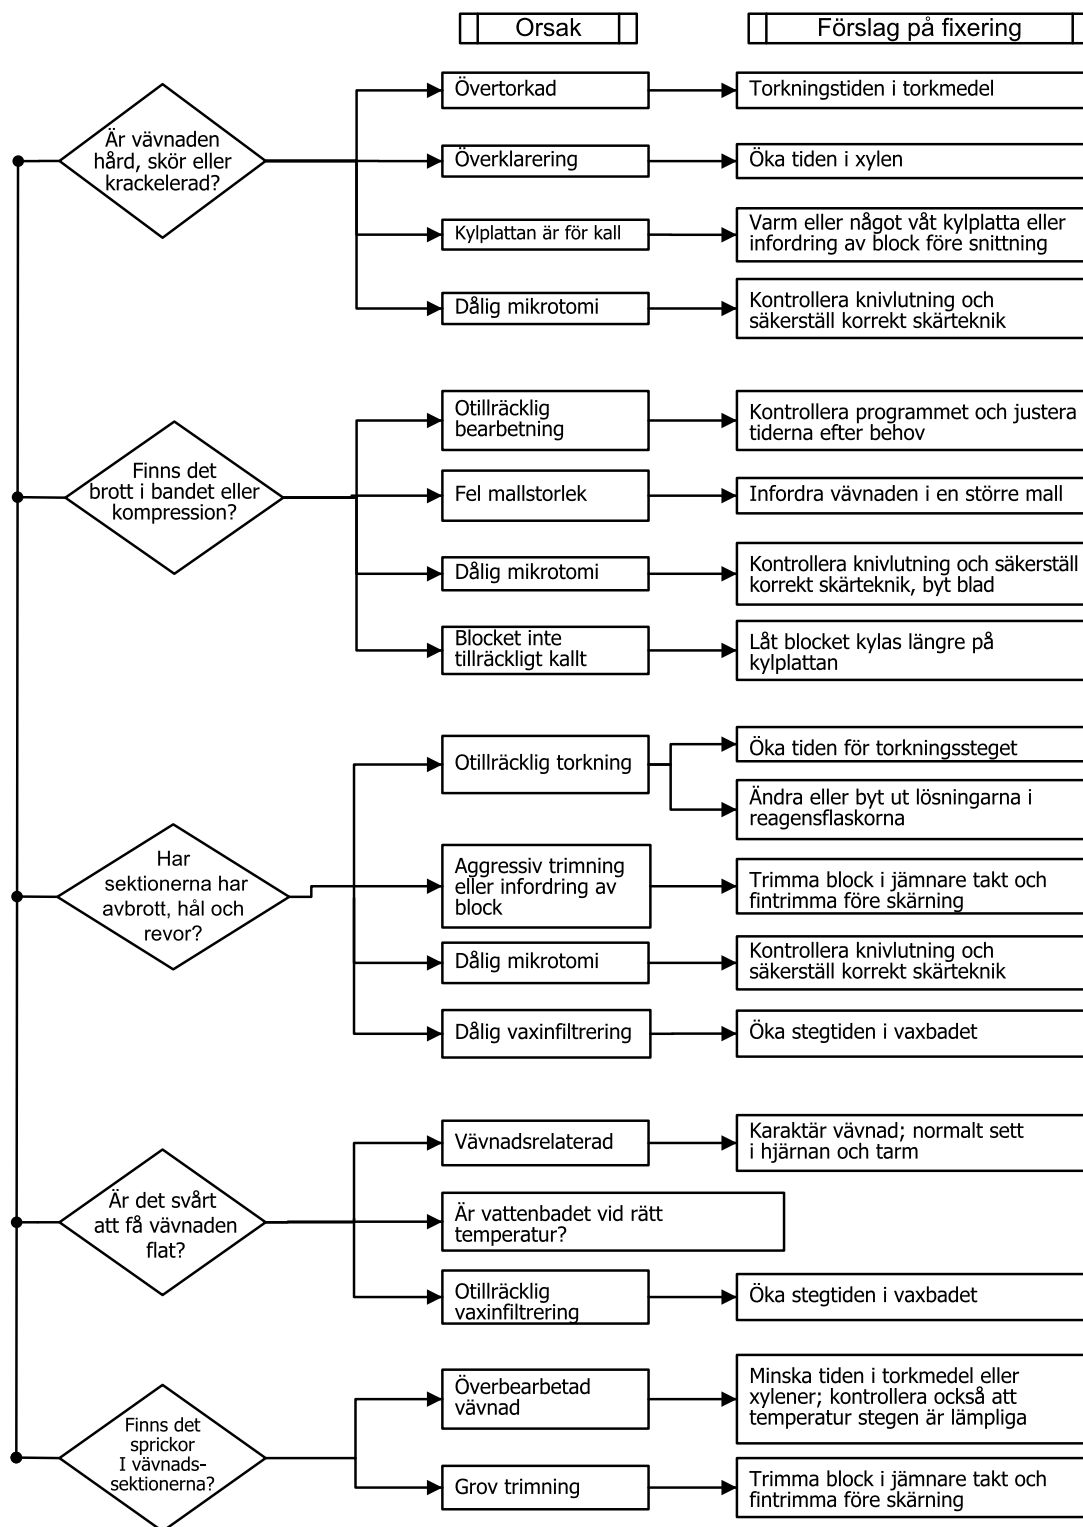 Orsak
Förslag på fixering
Är vävnaden
hård, skör eller
krackelerad?
Övertorkad
Torkningstiden i torkmedel
Överklarering
Öka tiden i xylen
Kylplattan är för kall
Varm eller något våt kylplatta eller
infordring av block före snittning
Dålig mikrotomi
Kontrollera knivlutning och
säkerställ korrekt skärteknik
Finns det
brott i bandet eller
kompression?
Otillräcklig
bearbetning
Kontrollera programmet och justera
tiderna efter behov
Fel mallstorlek
Infordra vävnaden i en större mall
Dålig mikrotomi
Kontrollera knivlutning och säkerställ
korrekt skärteknik, byt blad
Blocket inte
tillräckligt kallt
Låt blocket kylas längre på
kylplattan
Har
sektionerna har
avbrott, hål och
revor?
Otillräcklig torkning
Öka tiden för torkningssteget
Ändra eller byt ut lösningarna i
reagensflaskorna
Aggressiv trimning
eller infordring av
block
Trimma block i jämnare takt och
fintrimma före skärning
Dålig mikrotomi
Kontrollera knivlutning och
säkerställ korrekt skärteknik
Dålig vaxinfiltrering
Öka stegtiden i vaxbadet
Är det svårt
att få vävnaden
flat?
Vävnadsrelaterad
Karaktär vävnad; normalt sett
i hjärnan och tarm
Är vattenbadet vid rätt
temperatur?
Otillräcklig
vaxinfiltrering
Öka stegtiden i vaxbadet
Finns det
sprickor
I vävnads-
sektionerna?
Överbearbetad
vävnad
Minska tiden i torkmedel eller
xylener; kontrollera också att
temperatur stegen är lämpliga
Grov trimning
Trimma block i jämnare takt och
fintrimma före skärning